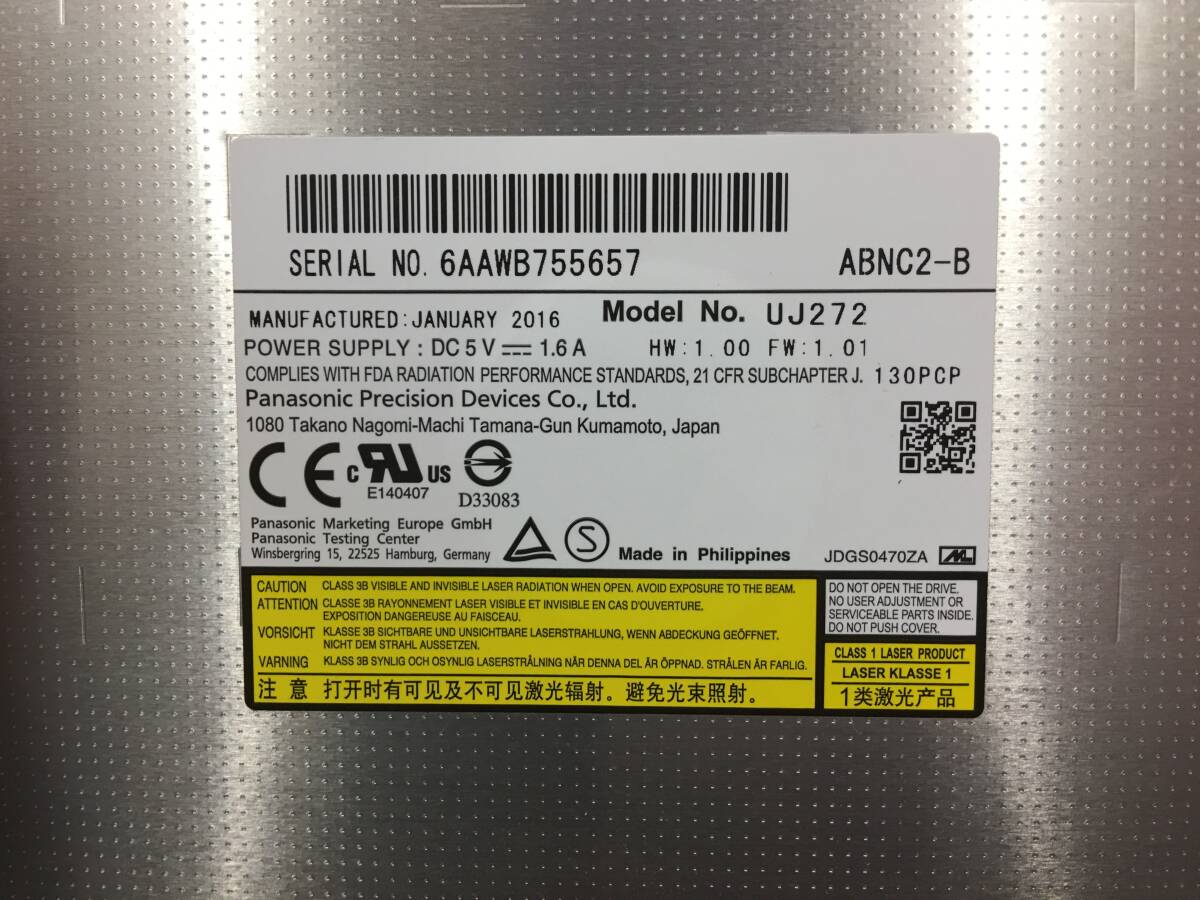 SERIAL NO. 6AAWB755657 ABNC2-B
MANUFACTURED:JANUARY 2016 Model No. UJ272
POWER SUPPLY : DC 5 V ⎓ 1.6 A HW:1.00 FW:1.01
COMPLIES WITH FDA RADIATION PERFORMANCE STANDARDS, 21 CFR SUBCHAPTER J. 130PCP
Panasonic Precision Devices Co., Ltd.
1080 Takano Nagomi-Machi Tamana-Gun Kumamoto, Japan
CE c RU US
E140407 D33083
Panasonic Marketing Europe GmbH
Panasonic Testing Center
Winsbergring 15, 22525 Hamburg, Germany
S Made in Philippines JDGS0470ZA
CAUTION CLASS 3B VISIBLE AND INVISIBLE LASER RADIATION WHEN OPEN. AVOID EXPOSURE TO THE BEAM.
ATTENTION CLASSE 3B RAYONNEMENT LASER VISIBLE ET INVISIBLE EN CAS D'OUVERTURE.
EXPOSITION DANGEREUSE AU FAISCEAU.
VORSICHT KLASSE 3B SICHTBARE UND UNSICHTBARE LASERSTRAHLUNG, WENN ABDECKUNG GEÖFFNET.
NICHT DEM STRAHL AUSSETZEN.
VARNING KLASS 3B SYNLIG OCH OSYNLIG LASERSTRÅLNING NÄR DENNA DEL ÄR ÖPPNAD. STRÅLEN ÄR FARLIG.
注 意 打开时有可见及不可见激光辐射。避免光束照射。
DO NOT OPEN THE DRIVE.
NO USER ADJUSTMENT OR
SERVICEABLE PARTS INSIDE.
DO NOT PUSH COVER.
CLASS 1 LASER PRODUCT
LASER KLASSE 1
1类激光产品